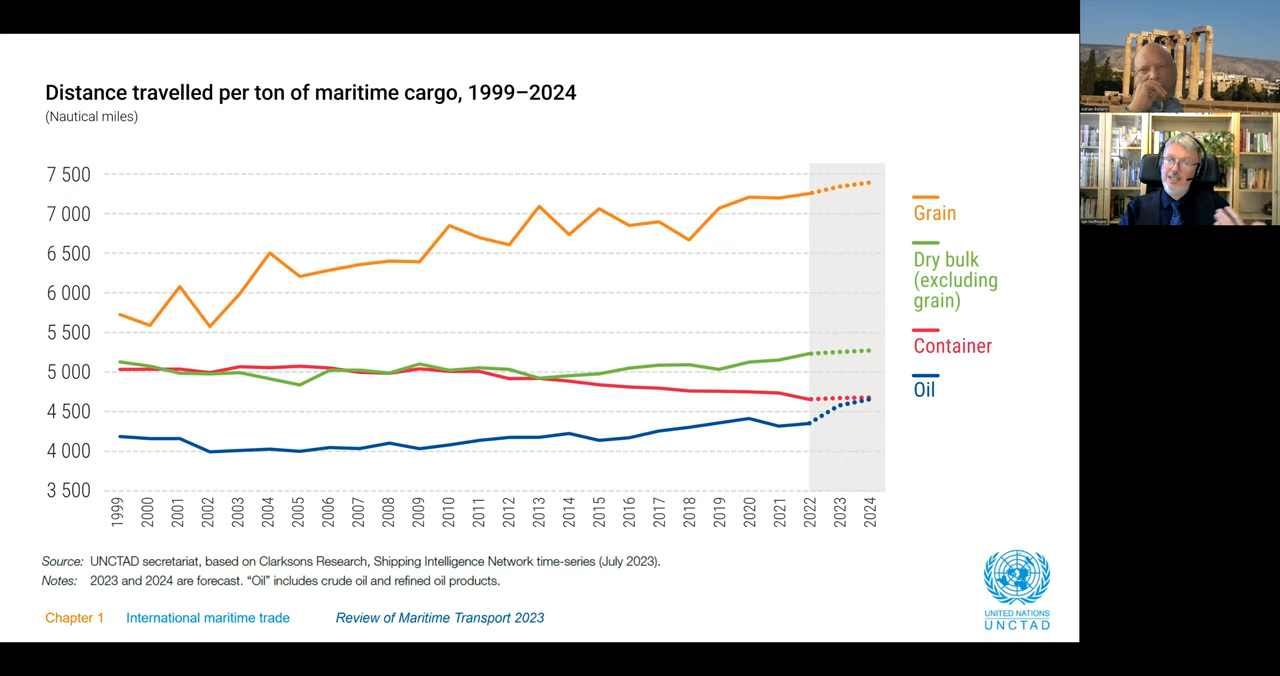 Distance travelled per ton of maritime cargo, 1999–2024
(Nautical miles)
7 500
7 000
6 500
6 000
5 500
5 000
4 500
4 000
3 500
1999
2000
2001
2002
2003
2004
2005
2006
2007
2008
2009
2010
2011
2012
2013
2014
2015
2016
2017
2018
2019
2020
2021
2022
2023
2024
Grain
Dry bulk
(excluding
grain)
Container
Oil
Source: UNCTAD secretariat, based on Clarksons Research, Shipping Intelligence Network time-series (July 2023).
Notes: 2023 and 2024 are forecast. “Oil” includes crude oil and refined oil products.
Chapter 1 International maritime trade Review of Maritime Transport 2023
UNITED NATIONS
UNCTAD